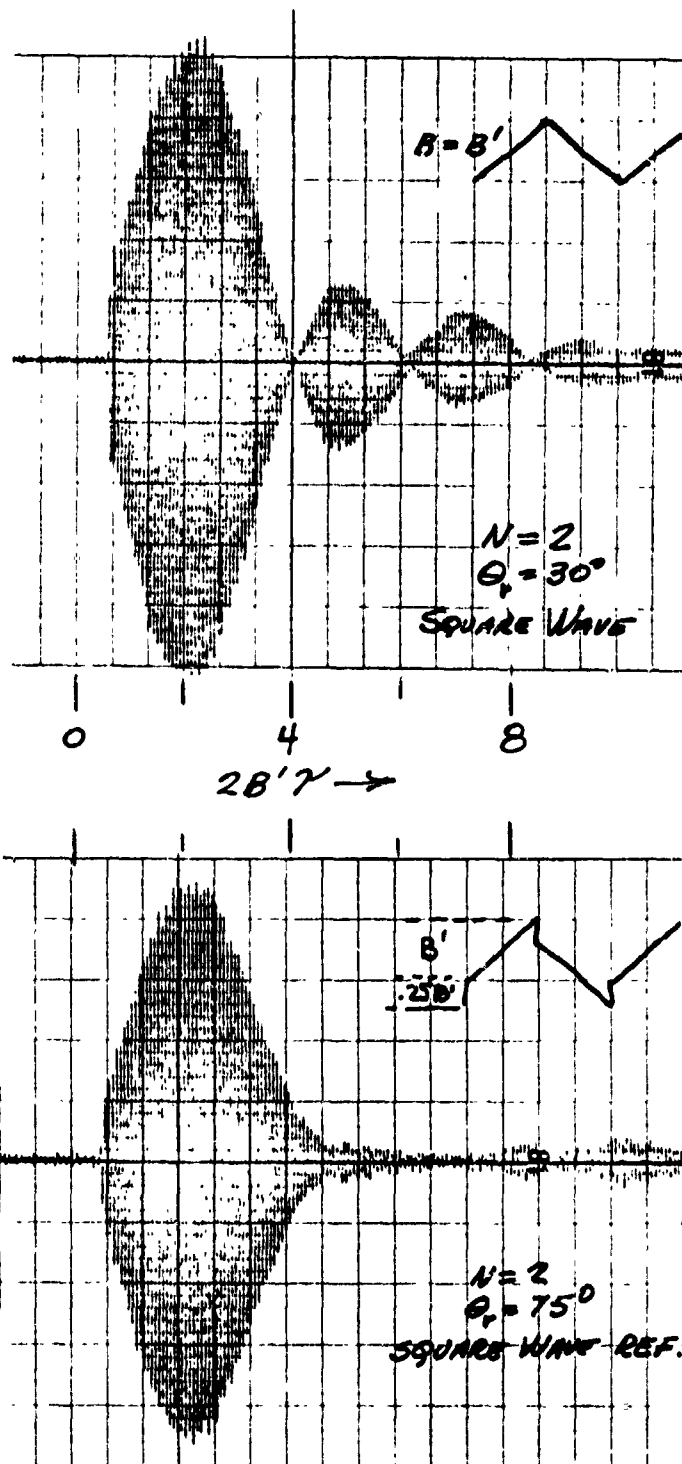 B = B'
N = 2
Θr = 30°
SQUARE WAVE
0 4 8
2B'γ →
B'
.25B'
N = 2
Θr = 75°
SQUARE WAVE REF.